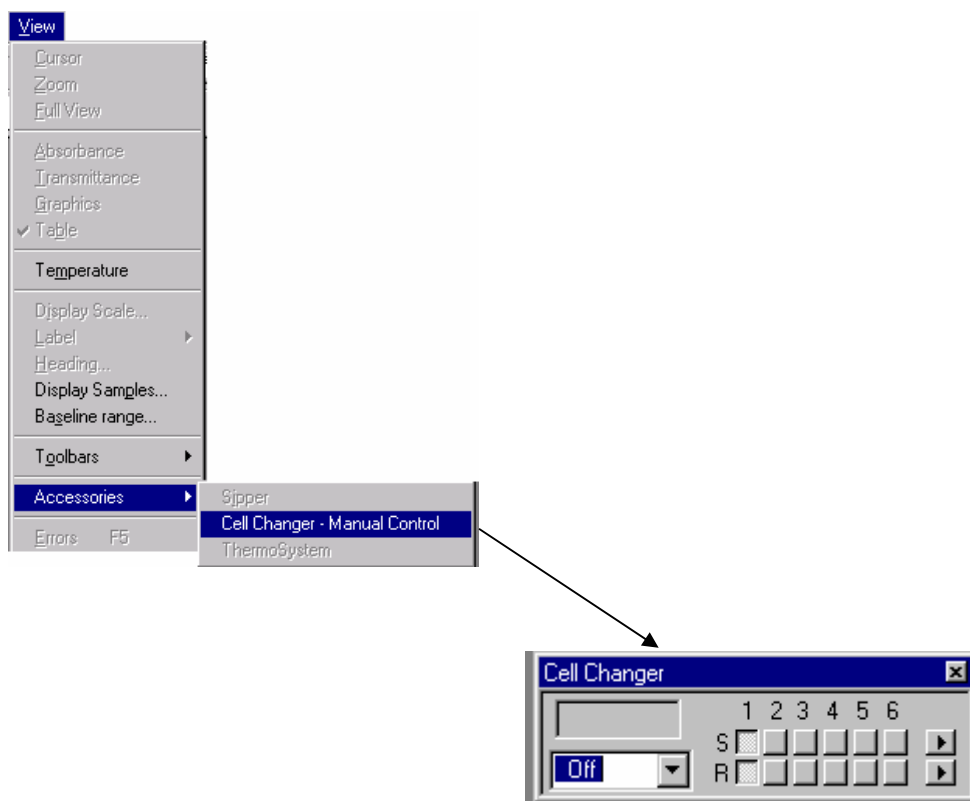 View
Cursor
Zoom
Full View
Absorbance
Transmittance
Graphics
Table
Temperature
Display Scale...
Label
Heading...
Display Samples...
Baseline range...
Toolbars
Accessories
Sipper
Cell Changer - Manual Control
ThermoSystem
Errors F5
Cell Changer
1 2 3 4 5 6
S
Off
R